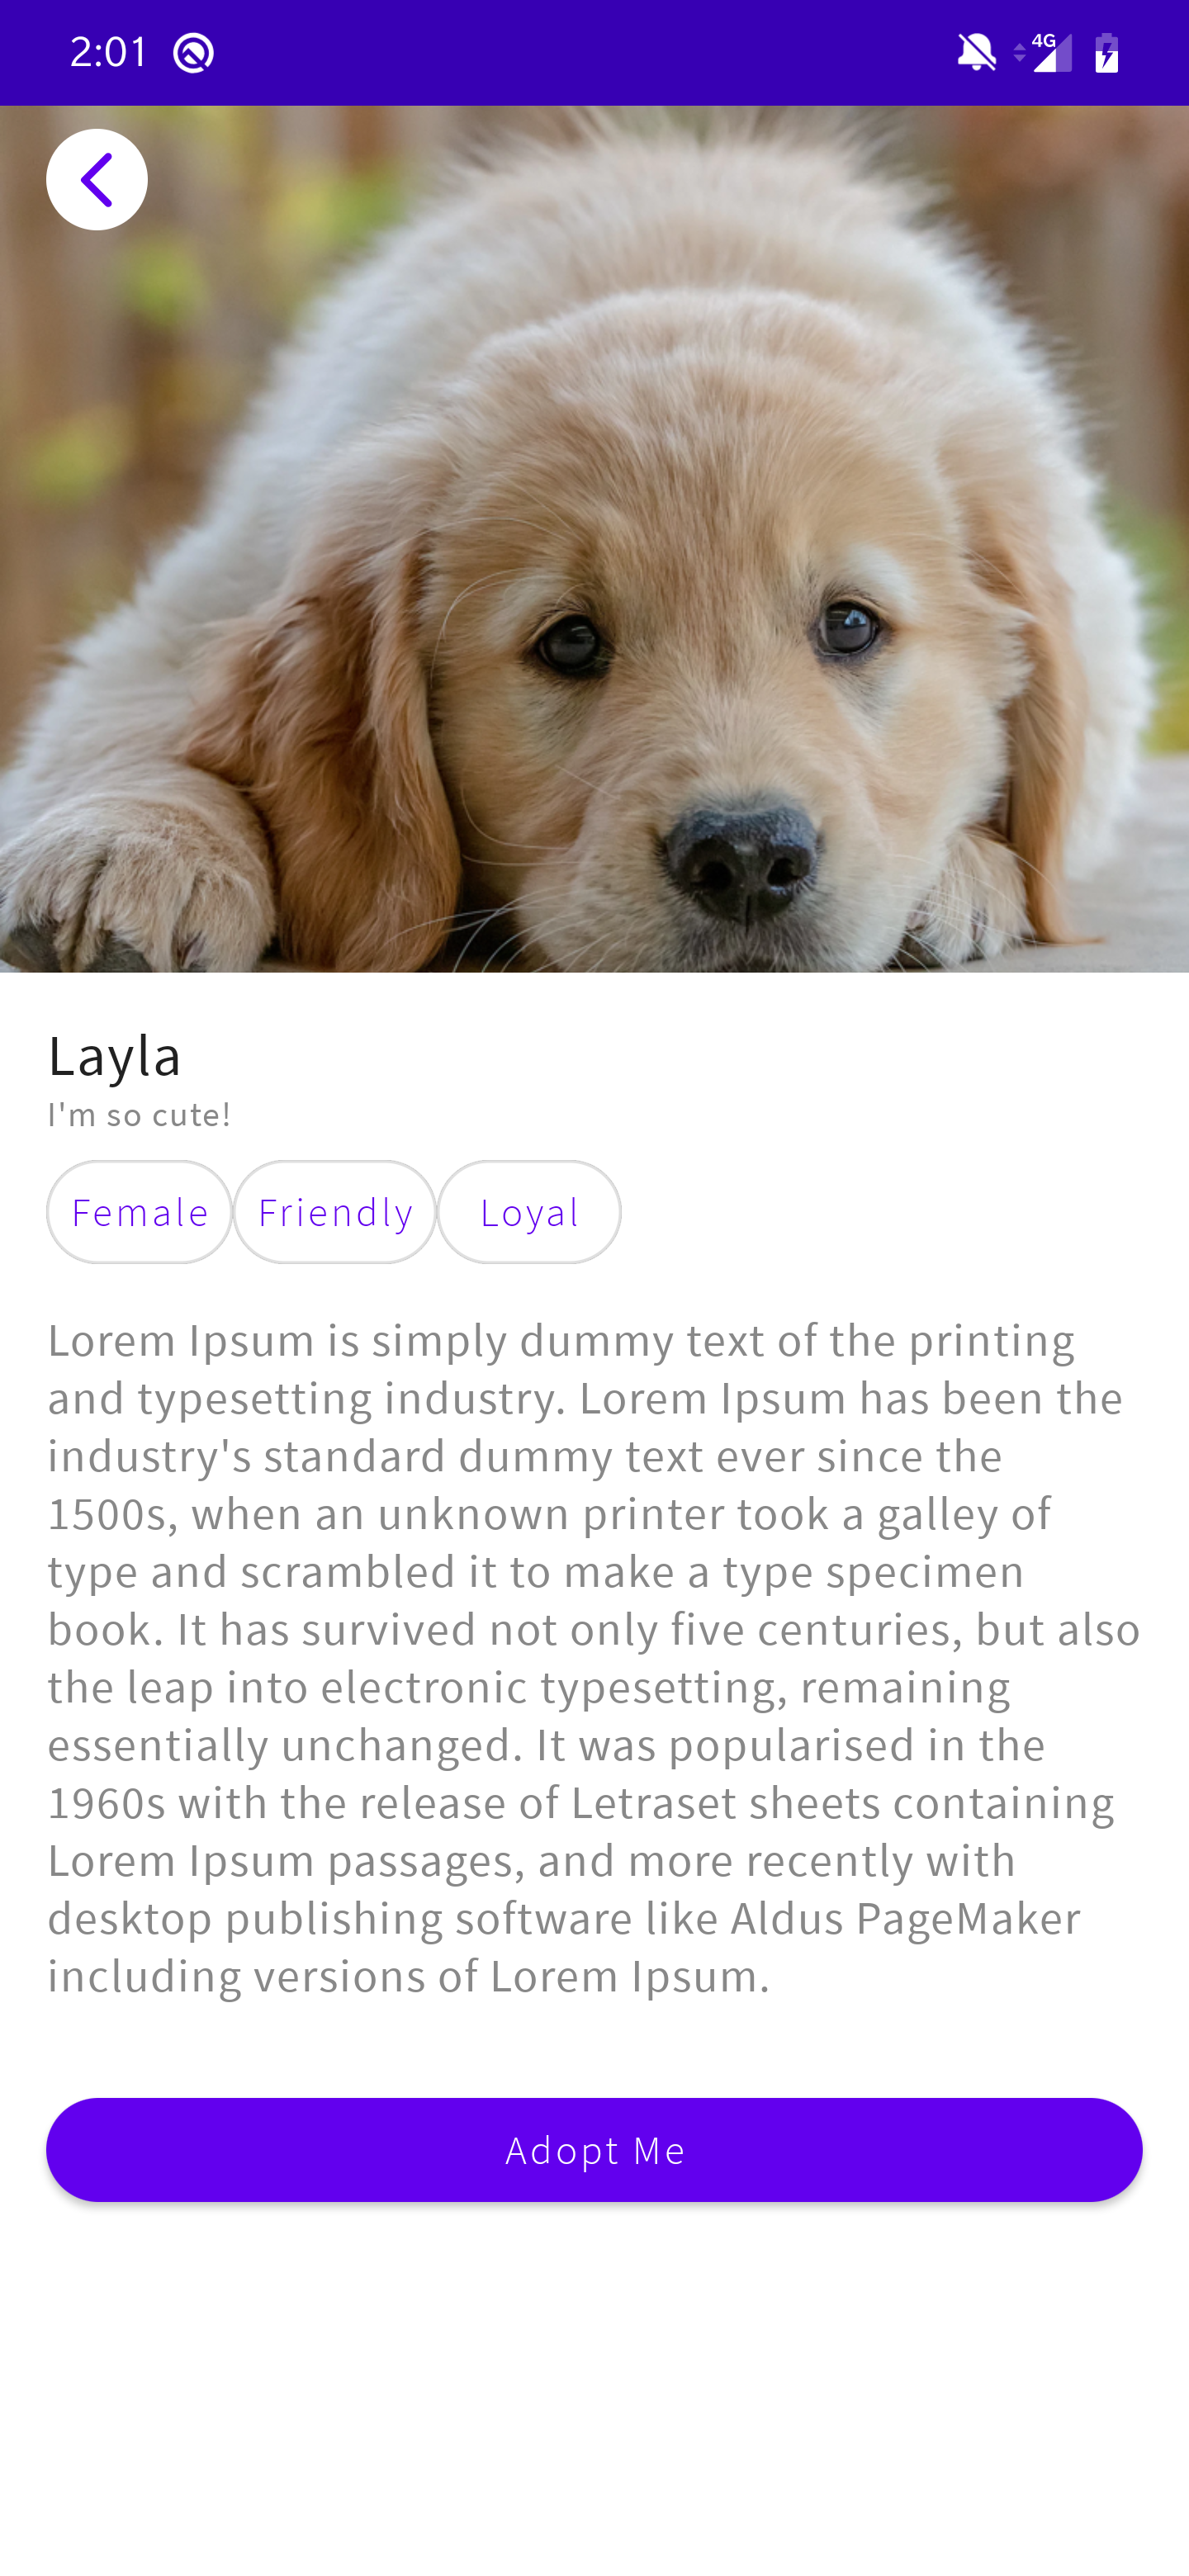 2:01
4G
Layla
I'm so cute!
Female Friendly Loyal
Lorem Ipsum is simply dummy text of the printing
and typesetting industry. Lorem Ipsum has been the
industry's standard dummy text ever since the
1500s, when an unknown printer took a galley of
type and scrambled it to make a type specimen
book. It has survived not only five centuries, but also
the leap into electronic typesetting, remaining
essentially unchanged. It was popularised in the
1960s with the release of Letraset sheets containing
Lorem Ipsum passages, and more recently with
desktop publishing software like Aldus PageMaker
including versions of Lorem Ipsum.
Adopt Me